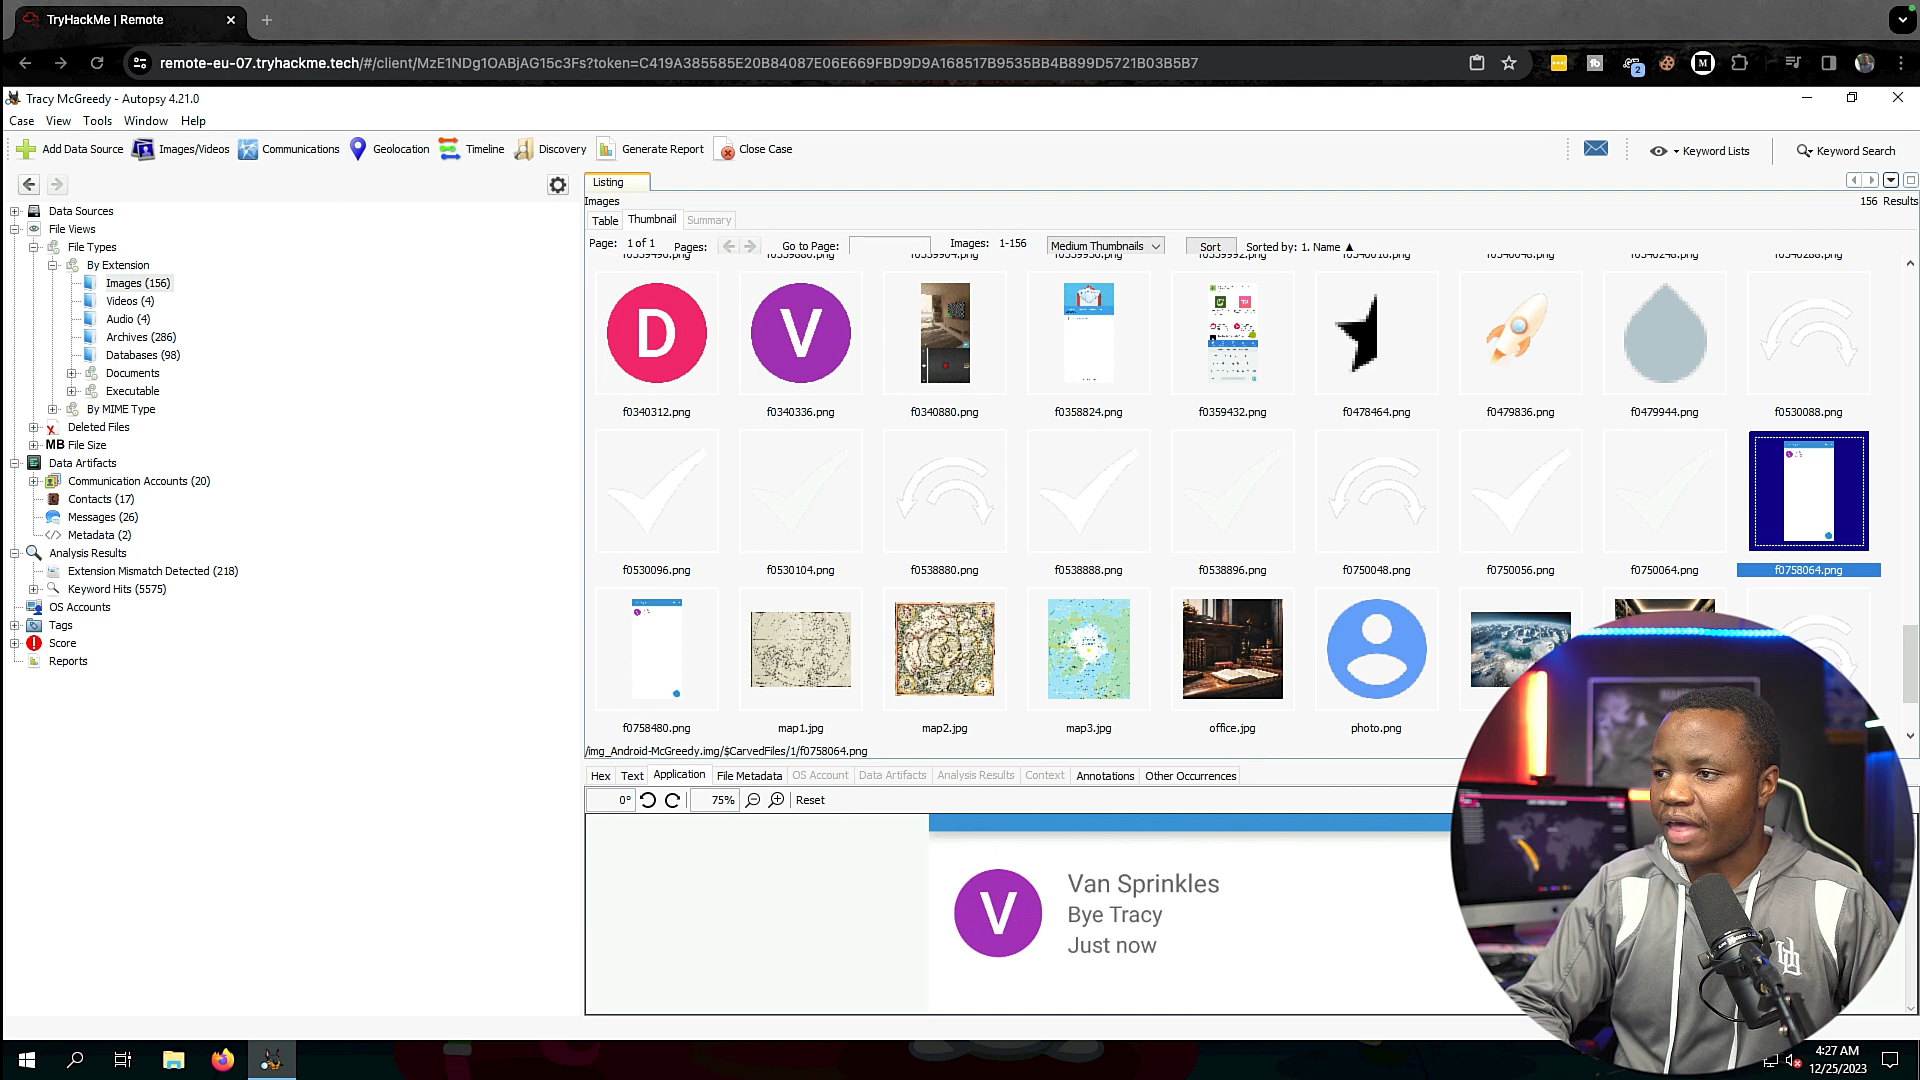 TryHackMe | Remote
remote-eu-07.tryhackme.tech/#/client/MzE1NDg1OABjAG15c3Fs?token=C419A385585E20B84087E06E669FBD9D9A168517B9535BB4B899D5721B03B5B7
2
M
Tracy McGreedy - Autopsy 4.21.0
Case View Tools Window Help
Add Data Source Images/Videos Communications Geolocation Timeline Discovery Generate Report Close Case
Keyword Lists Keyword Search
Listing
Images
156 Results
Table Thumbnail Summary
Page: 1 of 1 Pages: Go to Page: Images: 1-156 Medium Thumbnails Sort Sorted by: 1. Name ▲
Data Sources
File Views
File Types
By Extension
Images (156)
Videos (4)
Audio (4)
Archives (286)
Databases (98)
Documents
Executable
By MIME Type
Deleted Files
MB File Size
Data Artifacts
Communication Accounts (20)
Contacts (17)
Messages (26)
Metadata (2)
Analysis Results
Extension Mismatch Detected (218)
Keyword Hits (5575)
OS Accounts
Tags
Score
Reports
D
V
f0340312.png f0340336.png f0340880.png f0358824.png f0359432.png f0478464.png f0479836.png f0479944.png f0530088.png
f0530096.png f0530104.png f0538880.png f0538888.png f0538896.png f0750048.png f0750056.png f0750064.png f0758064.png
f0758480.png map1.jpg map2.jpg map3.jpg office.jpg photo.png
/img_Android-McGreedy.img/$CarvedFiles/1/f0758064.png
Hex Text Application File Metadata OS Account Data Artifacts Analysis Results Context Annotations Other Occurrences
0° 75% Reset
V
Van Sprinkles
Bye Tracy
Just now
4:27 AM
12/25/2023